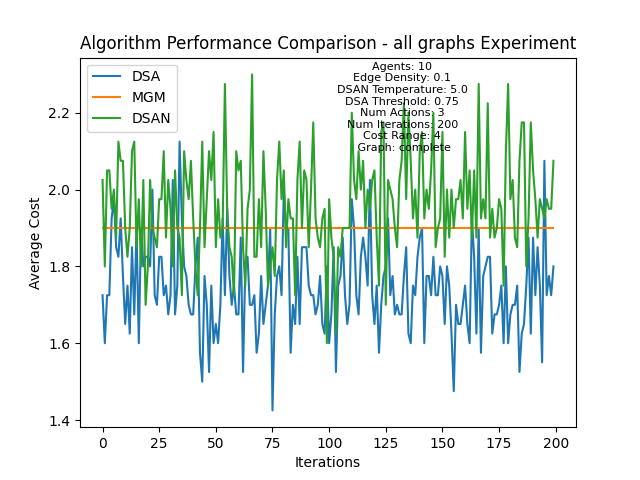 Algorithm Performance Comparison - all graphs Experiment
DSA
MGM
DSAN
Agents: 10
Edge Density: 0.1
DSAN Temperature: 5.0
DSA Threshold: 0.75
Num Actions: 3
Num Iterations: 200
Cost Range: 4
Graph: complete
Average Cost
2.2
2.0
1.8
1.6
1.4
0
25
50
75
100
125
150
175
200
Iterations